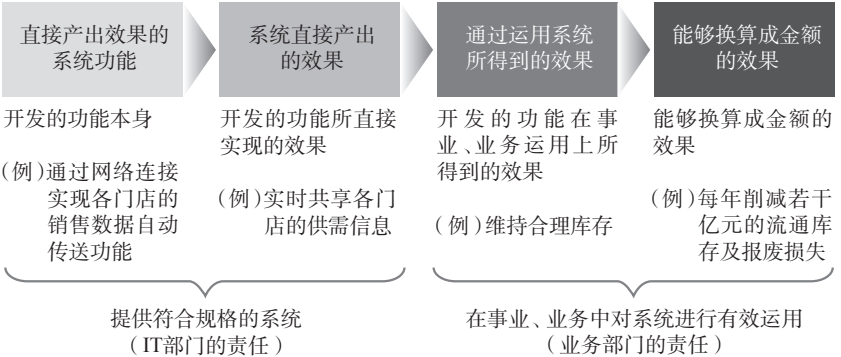 直接产出效果的
系统功能
系统直接产出
的效果
通过运用系统
所得到的效果
能够换算成金额
的效果
开发的功能本身
（例）通过网络连接
实现各门店的
销售数据自动
传送功能
开发的功能所直接
实现的效果
（例）实时共享各门
店的供需信息
开发的功能在事
业、业务运用上所
得到的效果
（例）维持合理库存
能够换算成金额的
效果
（例）每年削减若干
亿元的流通库
存及报废损失
提供符合规格的系统
（IT部门的责任）
在事业、业务中对系统进行有效运用
（业务部门的责任）